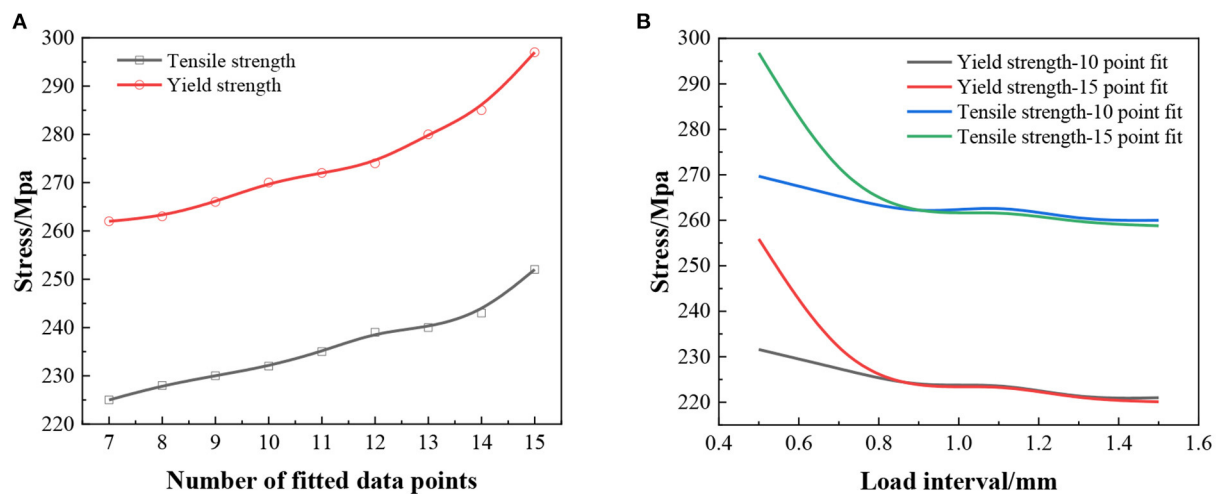 A
300
290
280
270
260
250
240
230
220
Stress/Mpa
Tensile strength
Yield strength
7 8 9 10 11 12 13 14 15
Number of fitted data points
B
300
290
280
270
260
250
240
230
220
Stress/Mpa
Yield strength-10 point fit
Yield strength-15 point fit
Tensile strength-10 point fit
Tensile strength-15 point fit
0.4 0.6 0.8 1.0 1.2 1.4 1.6
Load interval/mm